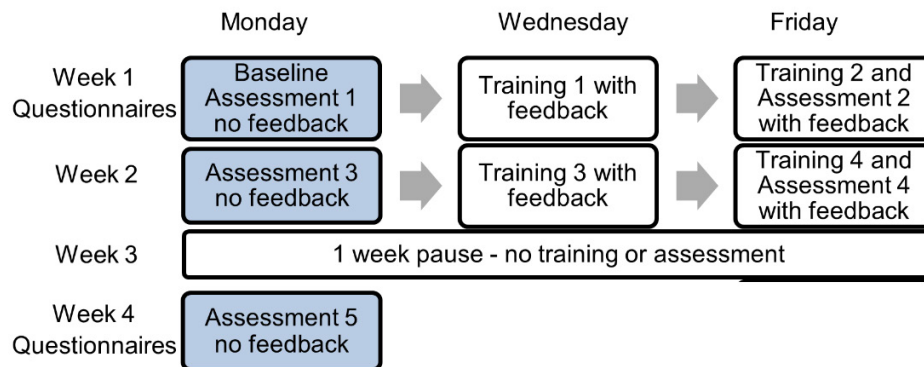 Monday
Wednesday
Friday
Week 1
Questionnaires
Baseline
Assessment 1
no feedback
Training 1 with
feedback
Training 2 and
Assessment 2
with feedback
Week 2
Assessment 3
no feedback
Training 3 with
feedback
Training 4 and
Assessment 4
with feedback
Week 3
1 week pause - no training or assessment
Week 4
Questionnaires
Assessment 5
no feedback